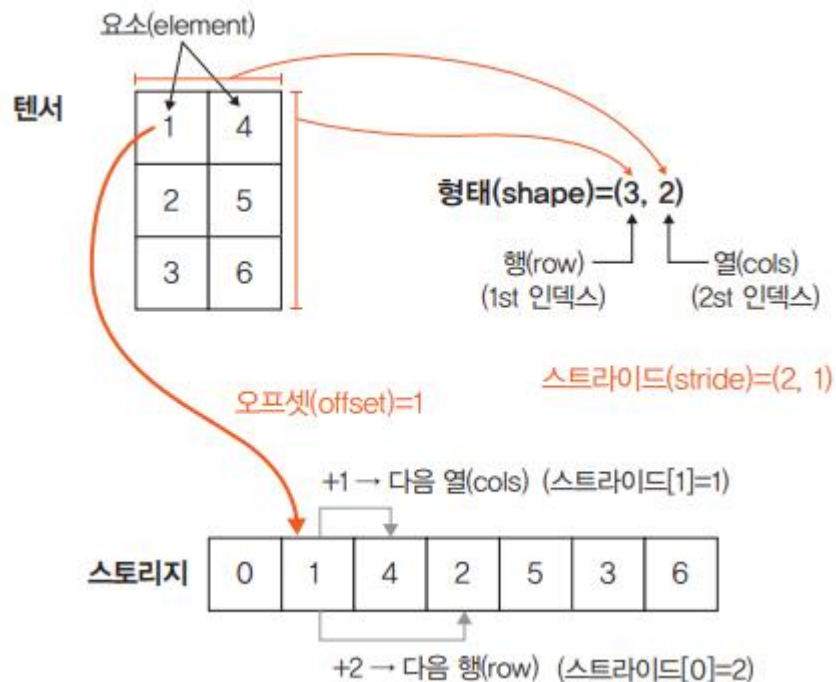 요소(element)
텐서
1 4
2 5
3 6
형태(shape)=(3, 2)
행(row)
(1st 인덱스)
열(cols)
(2st 인덱스)
스트라이드(stride)=(2, 1)
오프셋(offset)=1
+1 → 다음 열(cols) (스트라이드[1]=1)
스토리지 0 1 4 2 5 3 6
+2 → 다음 행(row) (스트라이드[0]=2)